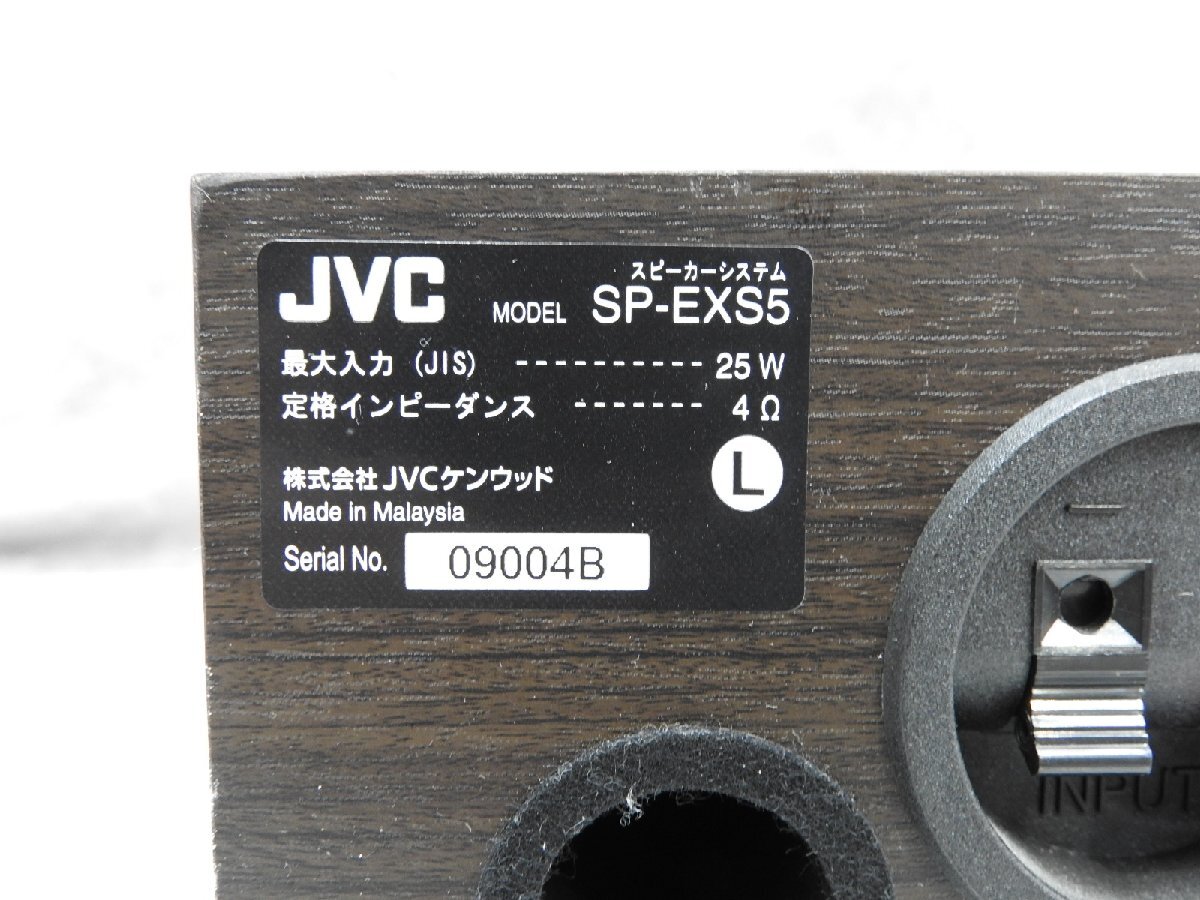 JVC
スピーカーシステム
MODEL SP-EXS5
最大入力 (JIS) ---------- 25 W
定格インピーダンス ------- 4 Ω
株式会社JVCケンウッド
L
Made in Malaysia
Serial No. 09004B
INPUT